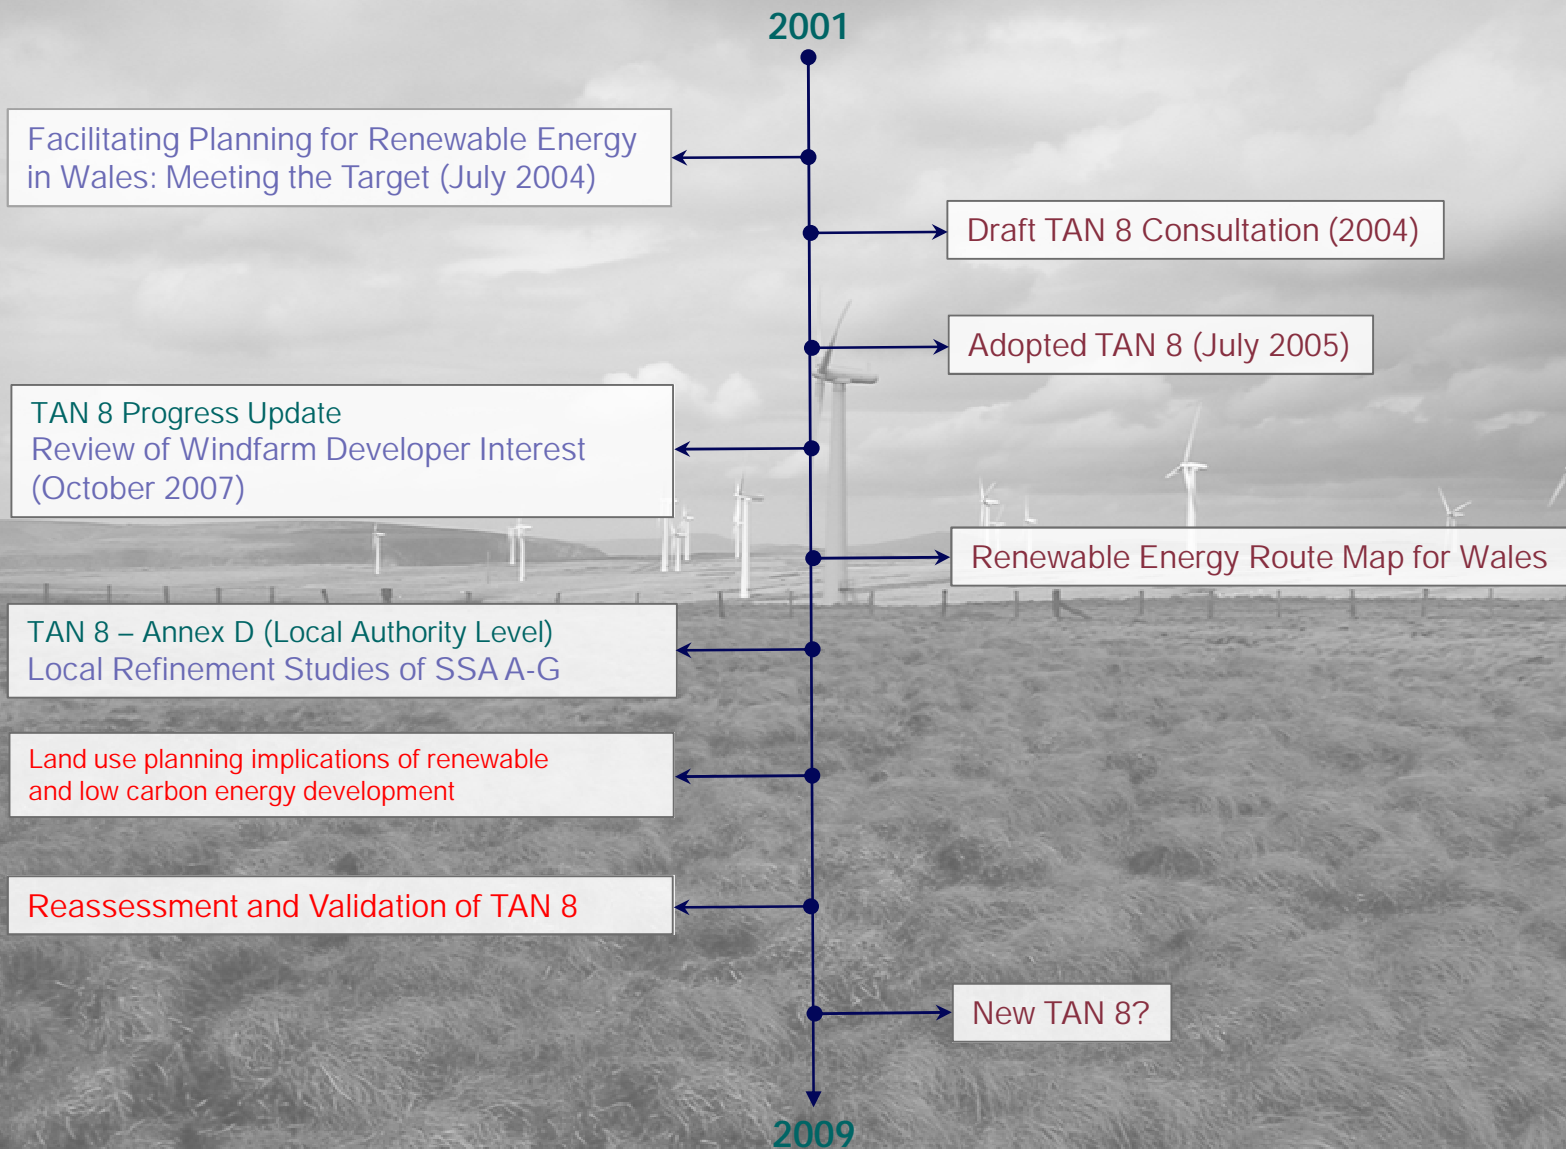 2001
Facilitating Planning for Renewable Energy
in Wales: Meeting the Target (July 2004)
Draft TAN 8 Consultation (2004)
Adopted TAN 8 (July 2005)
TAN 8 Progress Update
Review of Windfarm Developer Interest
(October 2007)
Renewable Energy Route Map for Wales
TAN 8 – Annex D (Local Authority Level)
Local Refinement Studies of SSA A-G
Land use planning implications of renewable
and low carbon energy development
Reassessment and Validation of TAN 8
New TAN 8?
2009